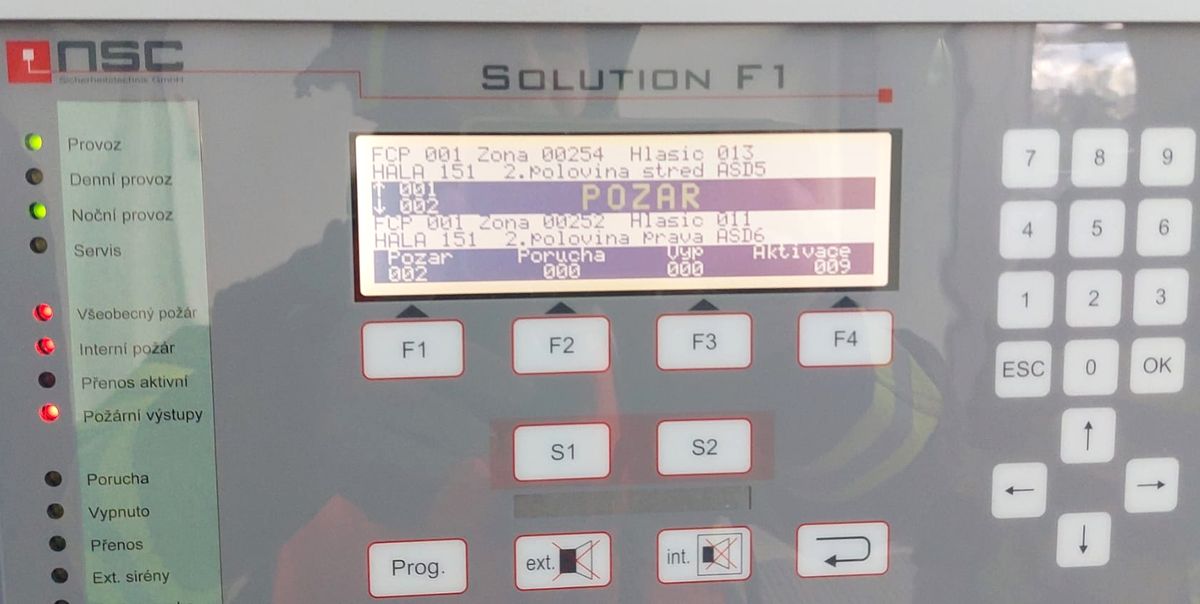 nsc
Sicherheitstechnik GmbH
SOLUTION F1
Provoz
Denní provoz
Noční provoz
Servis
Všeobecný požár
Interní požár
Přenos aktivní
Požární výstupy
Porucha
Vypnuto
Přenos
Ext. sirény
FCP 001 Zona 00254 Hlasic 013
HALA 151 2.polovina stred ASD5
↑ 001
↓ 002
POZAR
FCP 001 Zona 00252 Hlasic 011
HALA 151 2.polovina prava ASD6
Pozar Porucha Vyp Aktivace
002 000 000 009
F1 F2 F3 F4
S1 S2
Prog. ext. int.
7 8 9
4 5 6
1 2 3
ESC 0 OK
↑
← →
↓